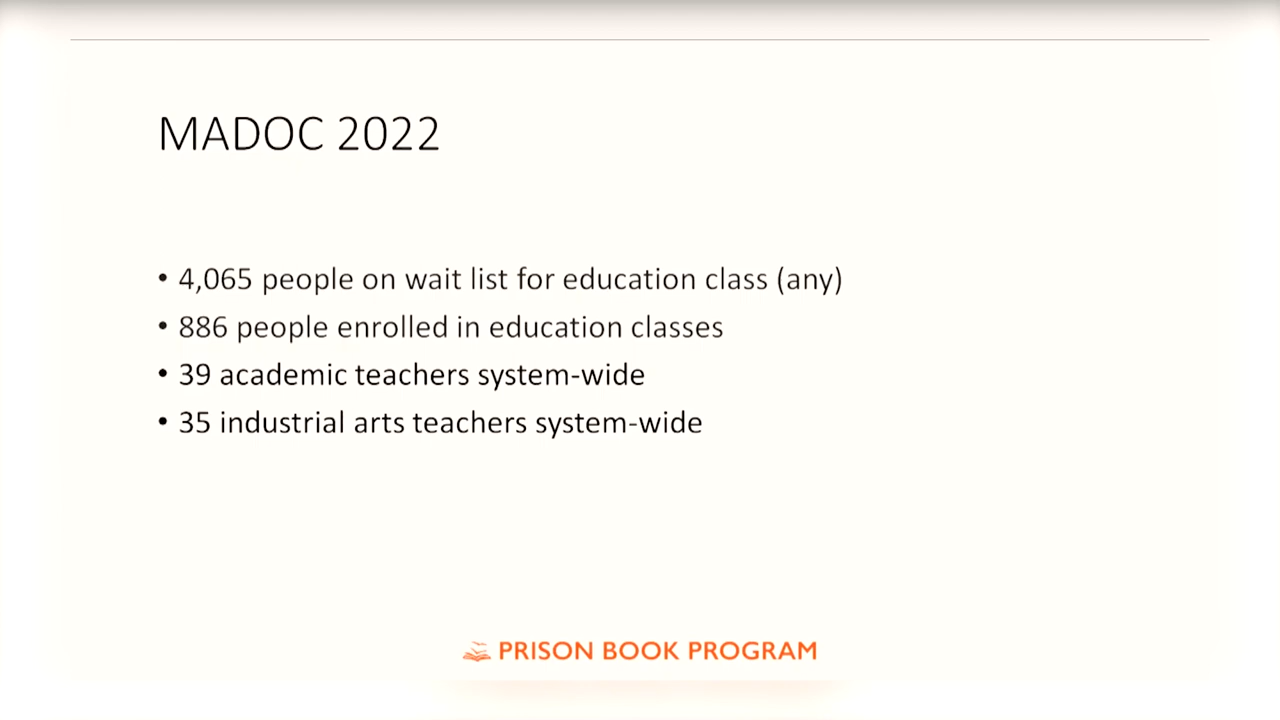 MADOC 2022
• 4,065 people on wait list for education class (any)
• 886 people enrolled in education classes
• 39 academic teachers system-wide
• 35 industrial arts teachers system-wide
PRISON BOOK PROGRAM